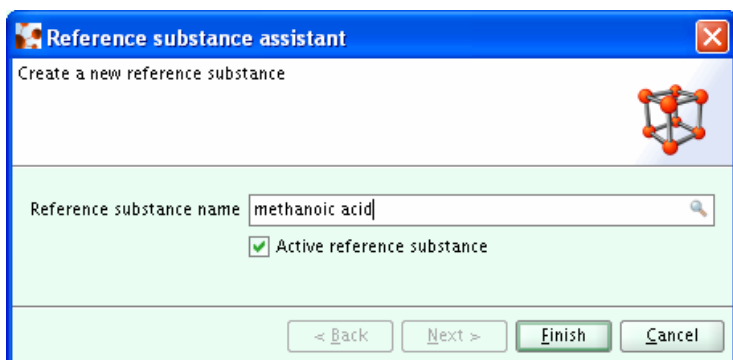 Reference substance assistant
Create a new reference substance
Reference substance name methanoic acid
Active reference substance
< Back Next > Finish Cancel